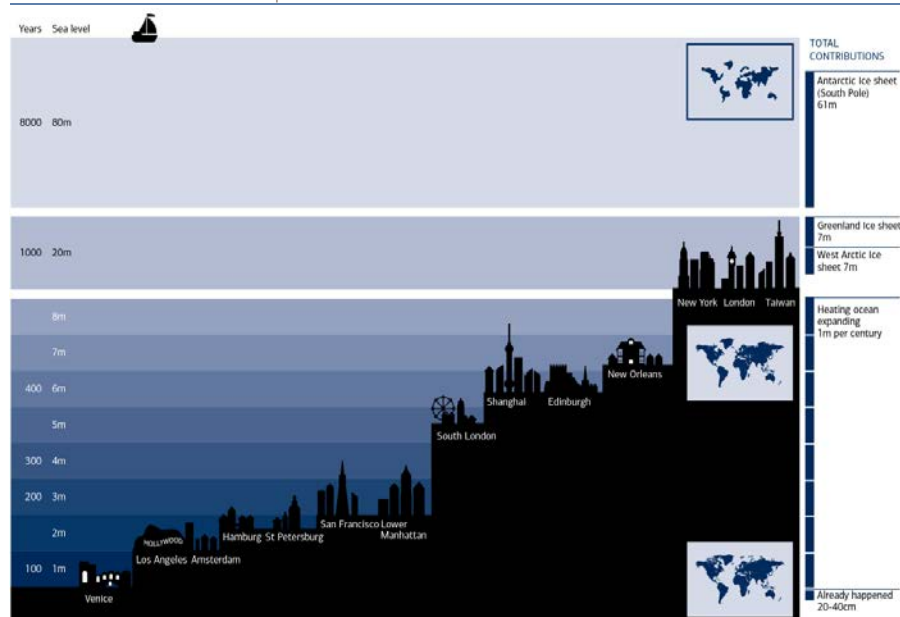 Years Sea level
TOTAL
CONTRIBUTIONS
Antarctic Ice sheet
(South Pole)
61m
8000 80m
Greenland Ice sheet
7m
1000 20m
West Arctic Ice
sheet 7m
New York London Taiwan
8m
Heating ocean
expanding
1m per century
7m
New Orleans
400 6m
Shanghai Edinburgh
5m
South London
300 4m
200 3m
San Francisco Lower
Manhattan
2m
Hamburg St Petersburg
HOLLYWOOD
Los Angeles Amsterdam
100 1m
Venice
Already happened
20-40cm